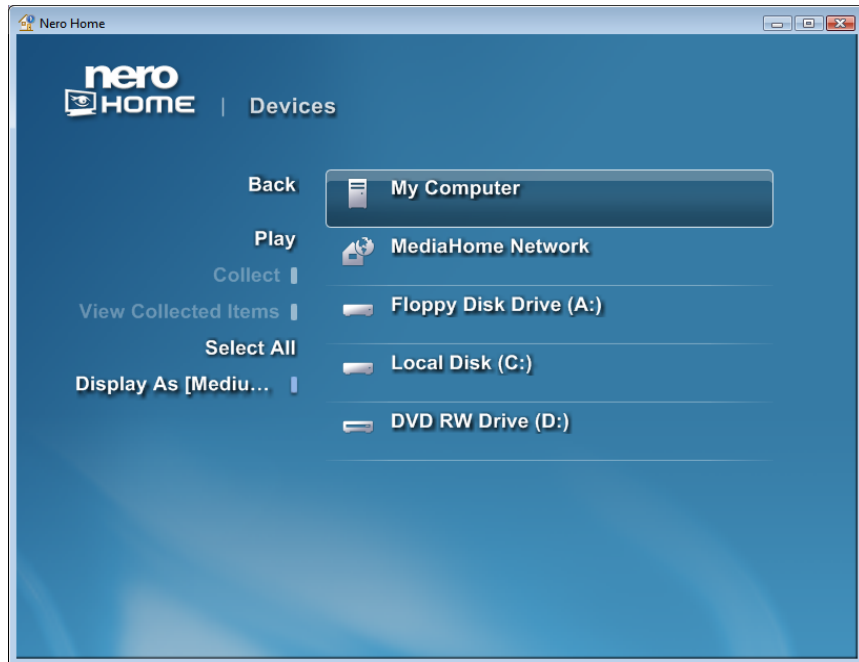 Nero Home
nero
HOME | Devices
Back
Play
Collect
View Collected Items
Select All
Display As [Mediu...
My Computer
MediaHome Network
Floppy Disk Drive (A:)
Local Disk (C:)
DVD RW Drive (D:)